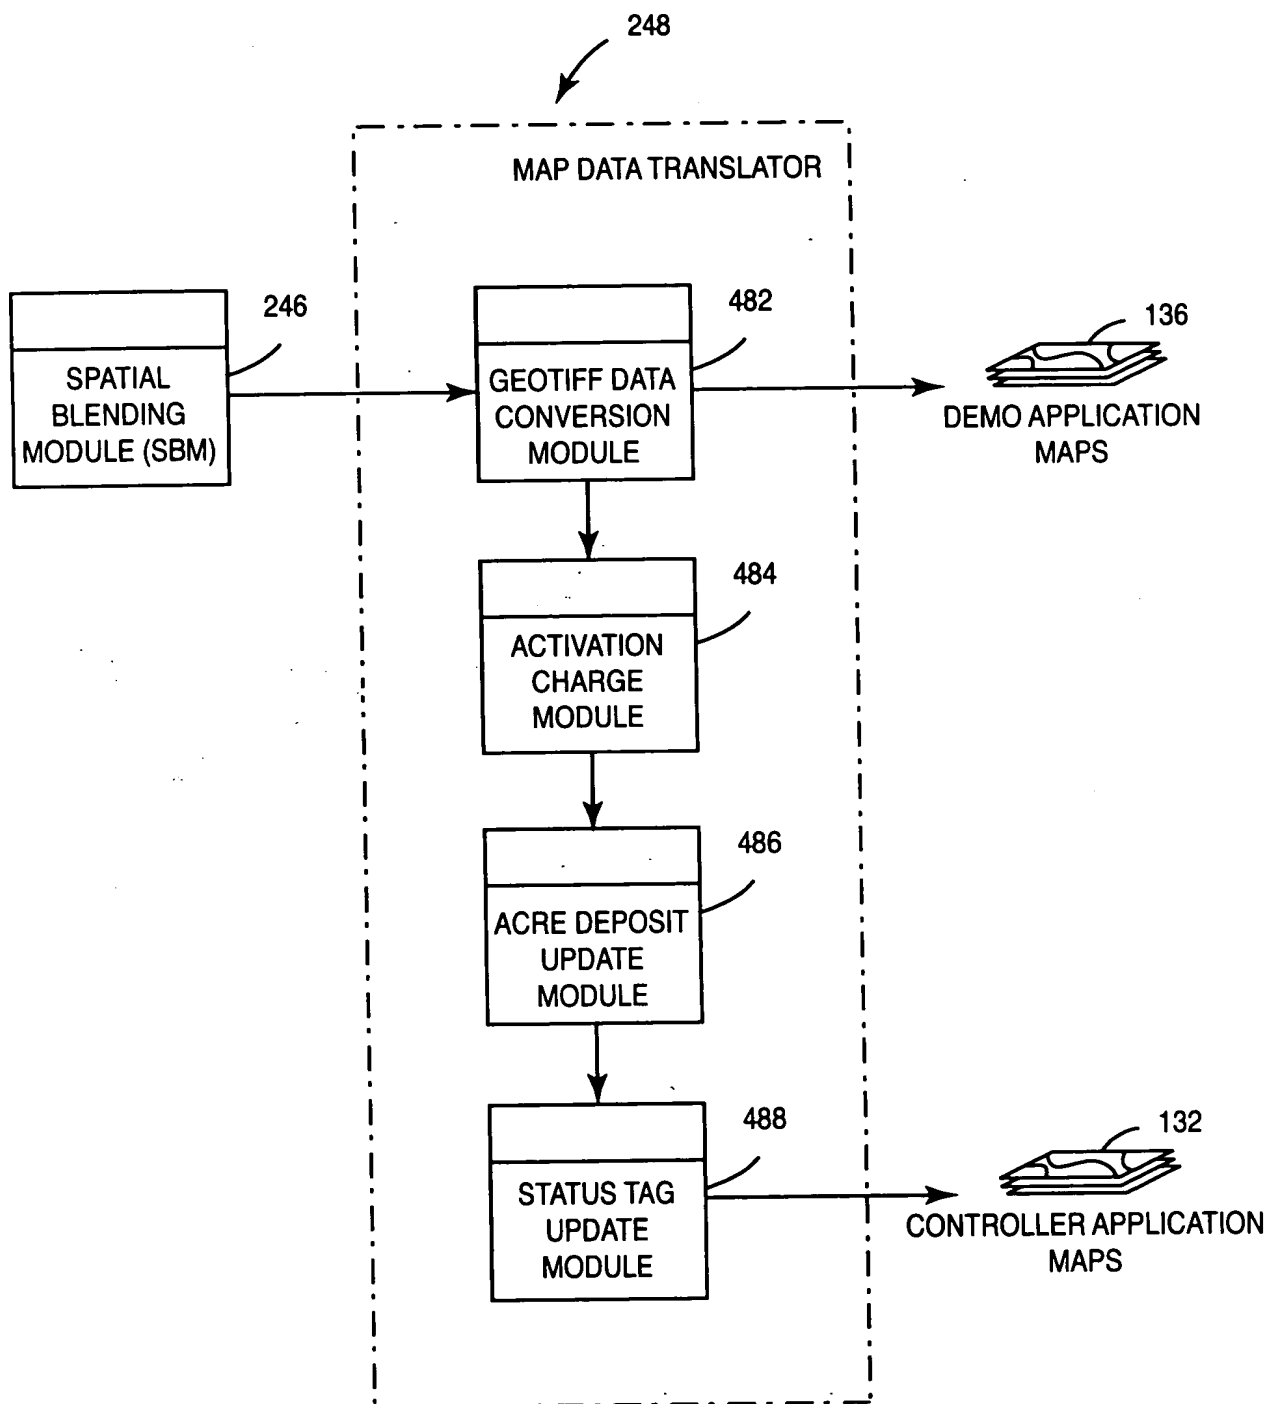 248
MAP DATA TRANSLATOR
246
SPATIAL
BLENDING
MODULE (SBM)
482
GEOTIFF DATA
CONVERSION
MODULE
136
DEMO APPLICATION
MAPS
484
ACTIVATION
CHARGE
MODULE
486
ACRE DEPOSIT
UPDATE
MODULE
488
STATUS TAG
UPDATE
MODULE
132
CONTROLLER APPLICATION
MAPS